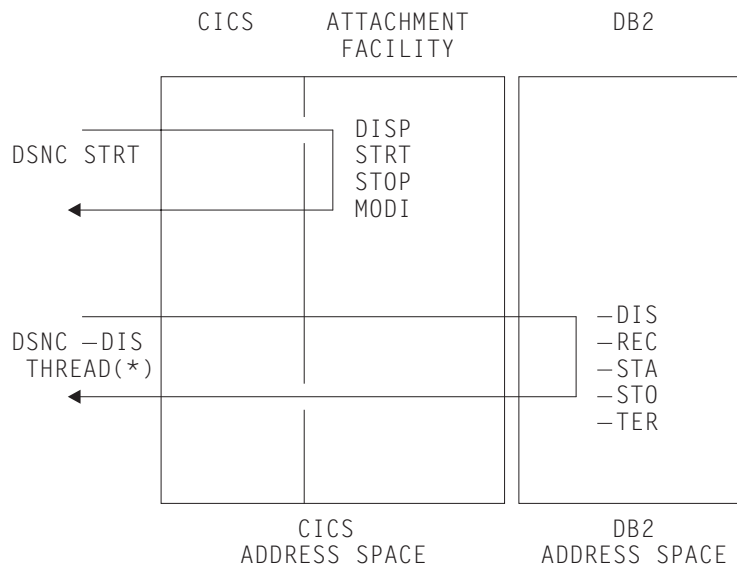 CICS ATTACHMENT FACILITY DB2
DSNC STRT
DISP
STRT
STOP
MODI
DSNC —DIS
THREAD(*)
—DIS
—REC
—STA
—STO
—TER
CICS
ADDRESS SPACE
DB2
ADDRESS SPACE